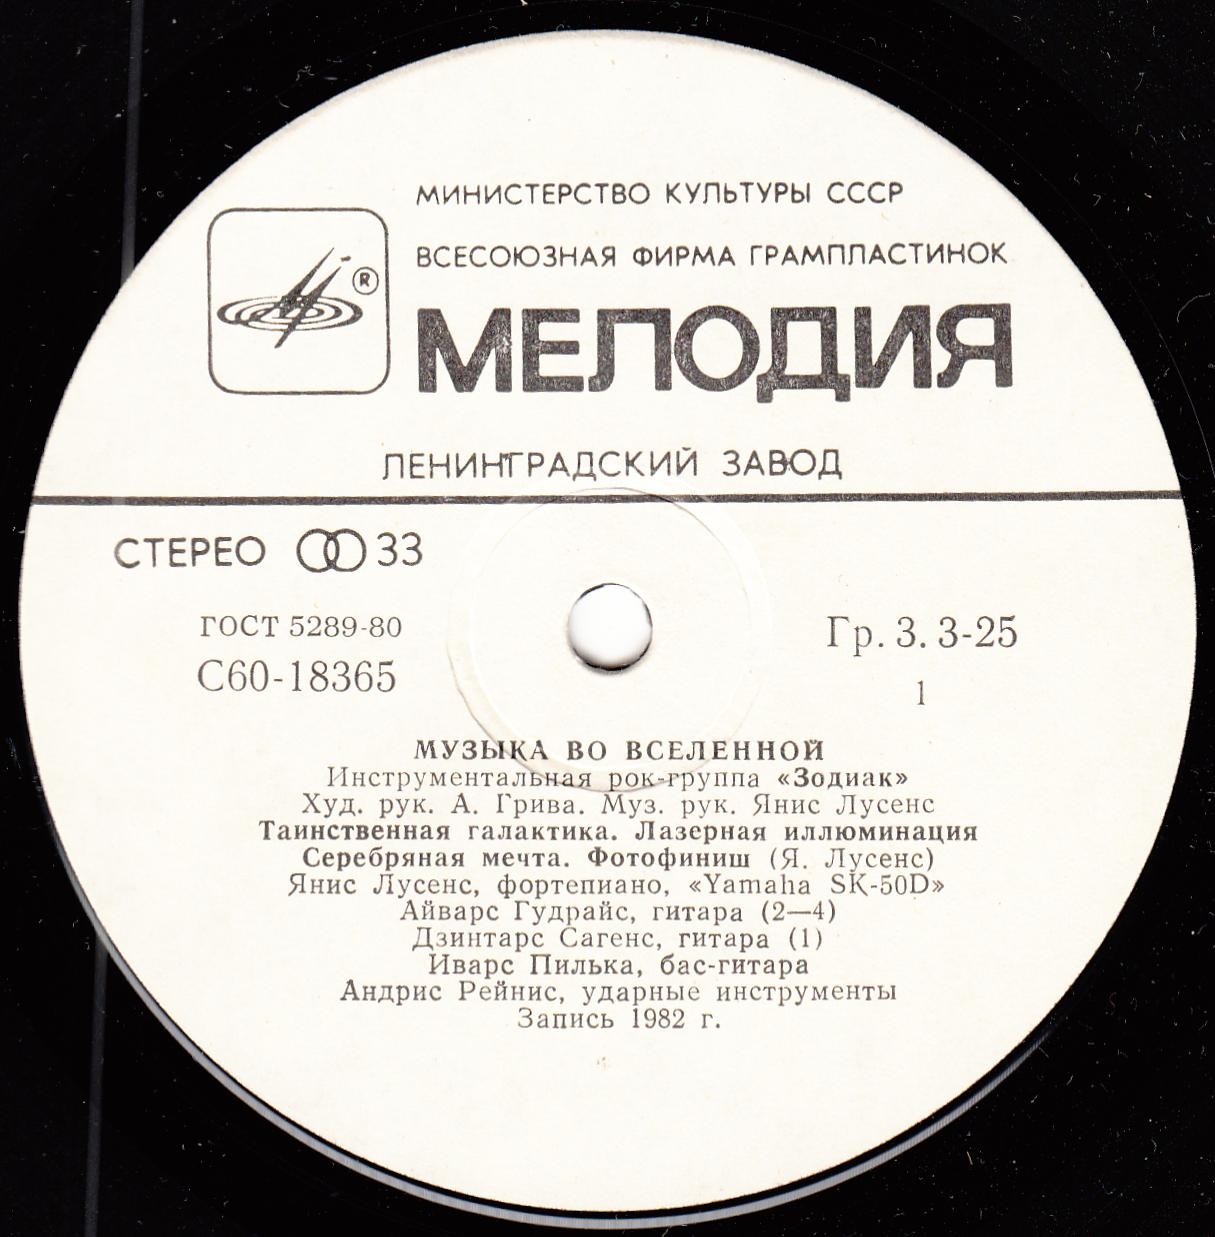 МИНИСТЕРСТВО КУЛЬТУРЫ СССР
ВСЕСОЮЗНАЯ ФИРМА ГРАМПЛАСТИНОК
®
МЕЛОДИЯ
ЛЕНИНГРАДСКИЙ ЗАВОД
СТЕРЕО 33
ГОСТ 5289-80
С60-18365
Гр. 3. 3-25
1
МУЗЫКА ВО ВСЕЛЕННОЙ
Инструментальная рок-группа «Зодиак»
Худ. рук. А. Грива. Муз. рук. Янис Лусенс
Таинственная галактика. Лазерная иллюминация
Серебряная мечта. Фотофиниш (Я. Лусенс)
Янис Лусенс, фортепиано, «Yamaha SK-50D»
Айварс Гудрайс, гитара (2—4)
Дзинтарс Сагенс, гитара (1)
Иварс Пилька, бас-гитара
Андрис Рейнис, ударные инструменты
Запись 1982 г.